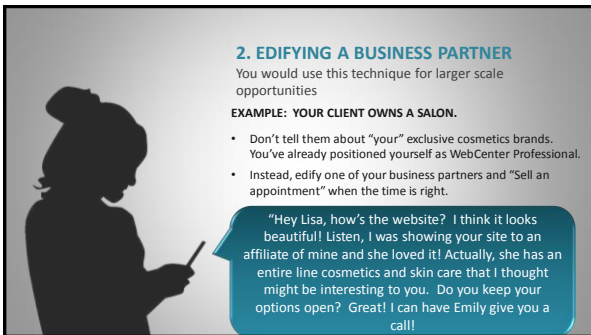 2. EDIFYING A BUSINESS PARTNER
You would use this technique for larger scale
opportunities
EXAMPLE: YOUR CLIENT OWNS A SALON.
• Don’t tell them about “your” exclusive cosmetics brands.
You’ve already positioned yourself as WebCenter Professional.
• Instead, edify one of your business partners and “Sell an
appointment” when the time is right.
“Hey Lisa, how’s the website? I think it looks
beautiful! Listen, I was showing your site to an
affiliate of mine and she loved it! Actually, she has an
entire line cosmetics and skin care that I thought
might be interesting to you. Do you keep your
options open? Great! I can have Emily give you a
call!